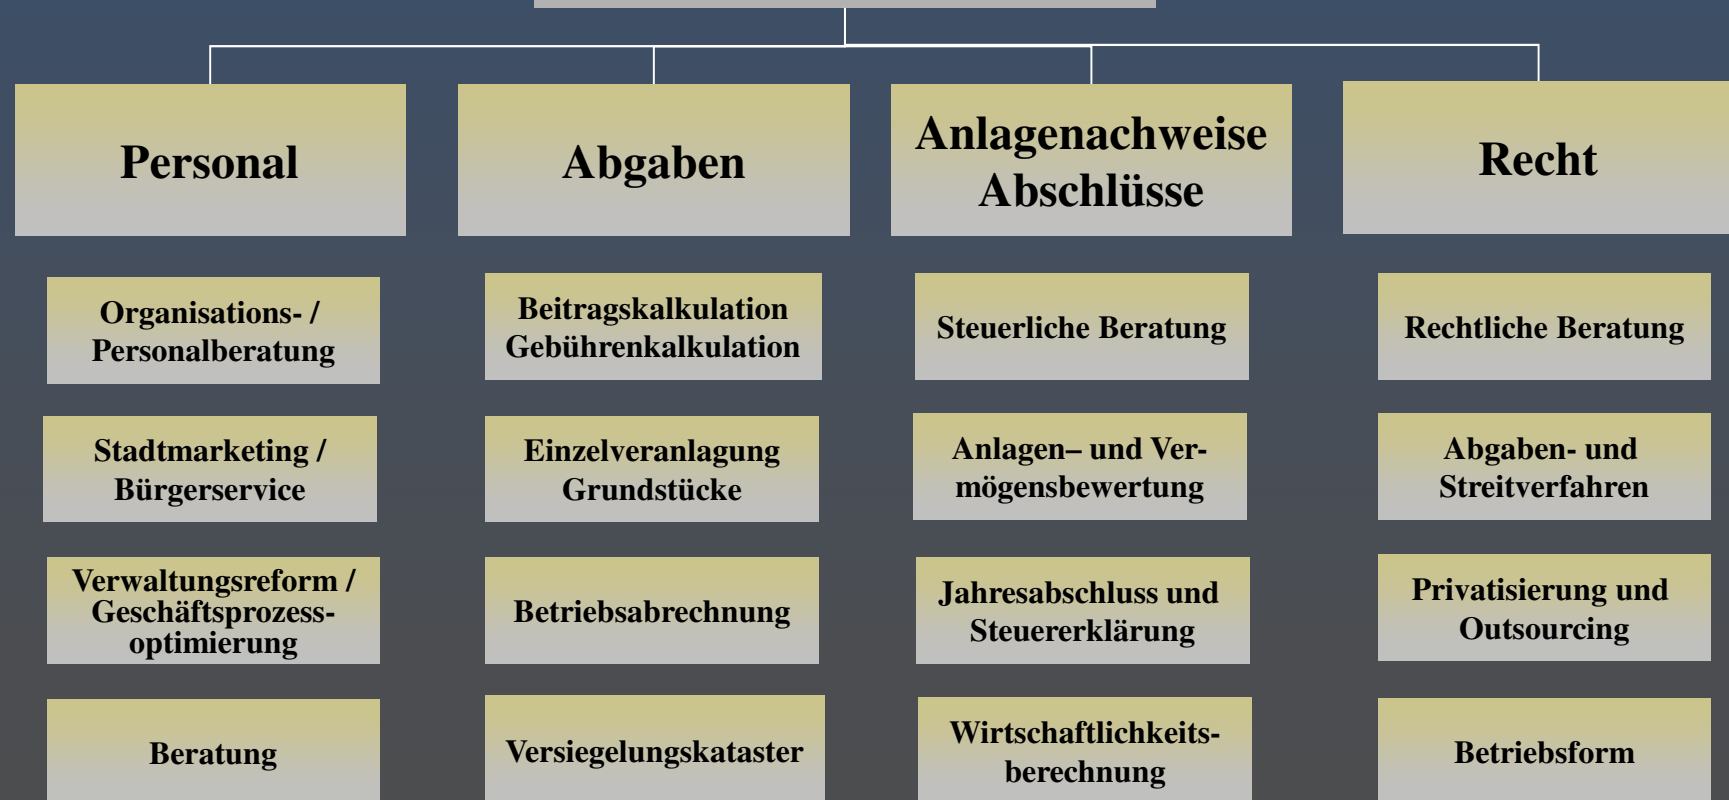 Personal
Abgaben
Anlagenachweise
Abschlüsse
Recht
Organisations- /
Personalberatung
Beitragskalkulation
Gebührenkalkulation
Steuerliche Beratung
Rechtliche Beratung
Stadtmarketing /
Bürgerservice
Einzelveranlagung
Grundstücke
Anlagen– und Ver-
mögensbewertung
Abgaben- und
Streitverfahren
Verwaltungsreform /
Geschäftsprozess-
optimierung
Betriebsabrechnung
Jahresabschluss und
Steuererklärung
Privatisierung und
Outsourcing
Beratung
Versiegelungskataster
Wirtschaftlichkeits-
berechnung
Betriebsform